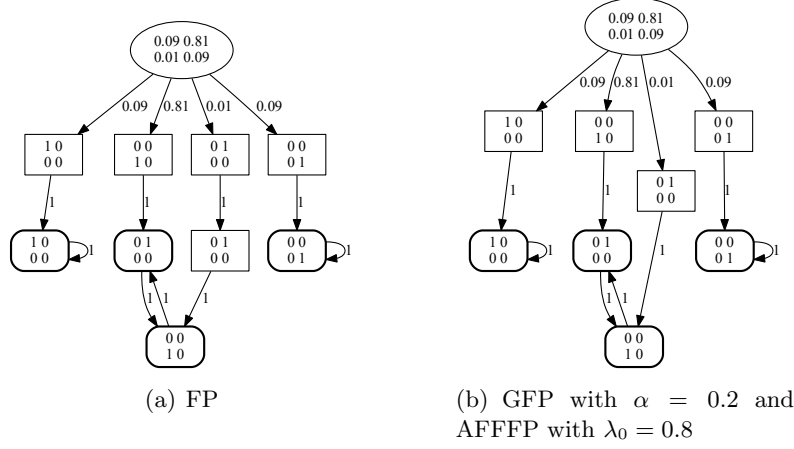 0.09 0.81
0.01 0.09
0.09 0.81 0.01 0.09
1 0 0 0 0 1 0 0
0 0 1 0 0 0 0 1
1 1 1 1
1 0 0 1 0 1 0 0
0 0 0 0 0 0 0 1
1 1
1 1 1
0 0
1 0
(a) FP
0.09 0.81
0.01 0.09
0.09 0.81 0.01 0.09
1 0 0 0 0 0
0 0 1 0 0 1
0 1
0 0
1 1 1
1 0 0 1 0 0
0 0 0 0 0 1
1 1 1
1 1
0 0
1 0
(b) GFP with α = 0.2 and
AFFFP with λ0 = 0.8